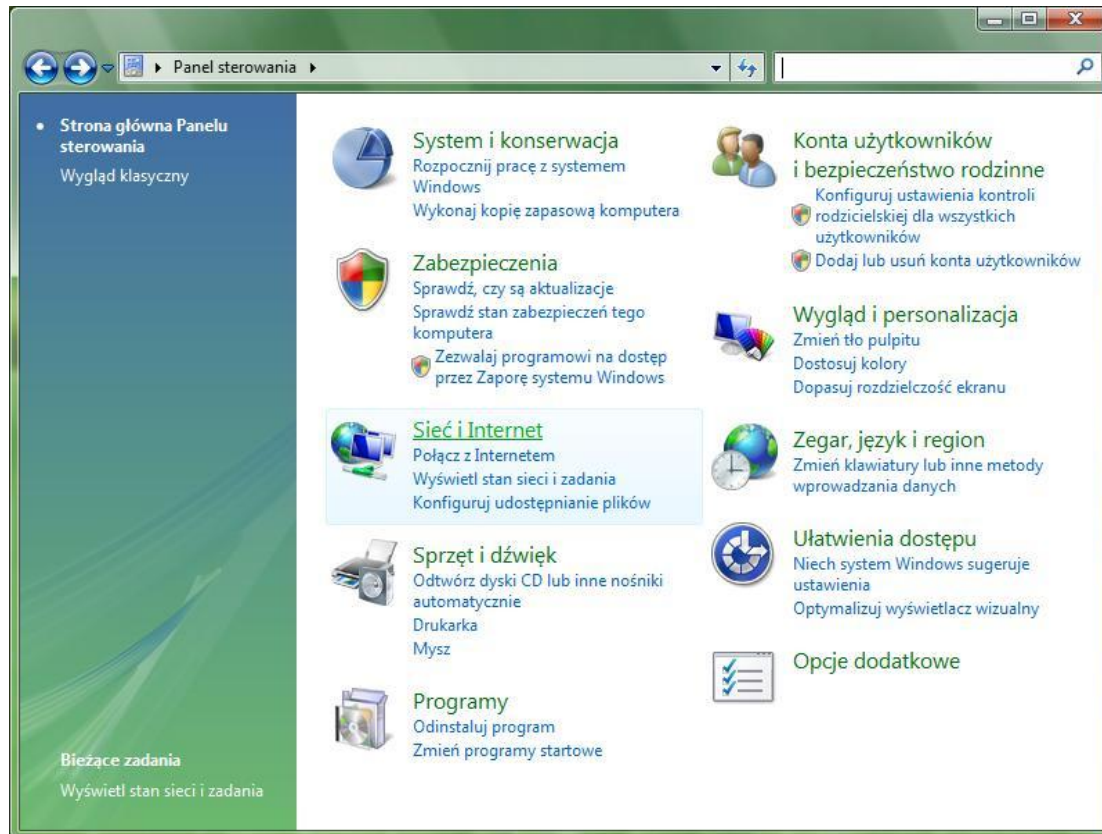 Panel sterowania
Strona główna Panelu
sterowania
Wygląd klasyczny
System i konserwacja
Rozpocznij pracę z systemem
Windows
Wykonaj kopię zapasową komputera
Zabezpieczenia
Sprawdź, czy są aktualizacje
Sprawdź stan zabezpieczeń tego
komputera
Zezwalaj programowi na dostęp
przez Zaporę systemu Windows
Sieć i Internet
Połącz z Internetem
Wyświetl stan sieci i zadania
Konfiguruj udostępnianie plików
Sprzęt i dźwięk
Odtwórz dyski CD lub inne nośniki
automatycznie
Drukarka
Mysz
Programy
Odinstaluj program
Zmień programy startowe
Konta użytkowników
i bezpieczeństwo rodzinne
Konfiguruj ustawienia kontroli
rodzicielskiej dla wszystkich
użytkowników
Dodaj lub usuń konta użytkowników
Wygląd i personalizacja
Zmień tło pulpitu
Dostosuj kolory
Dopasuj rozdzielczość ekranu
Zegar, język i region
Zmień klawiatury lub inne metody
wprowadzania danych
Ułatwienia dostępu
Niech system Windows sugeruje
ustawienia
Optymalizuj wyświetlacz wizualny
Opcje dodatkowe
Bieżące zadania
Wyświetl stan sieci i zadania